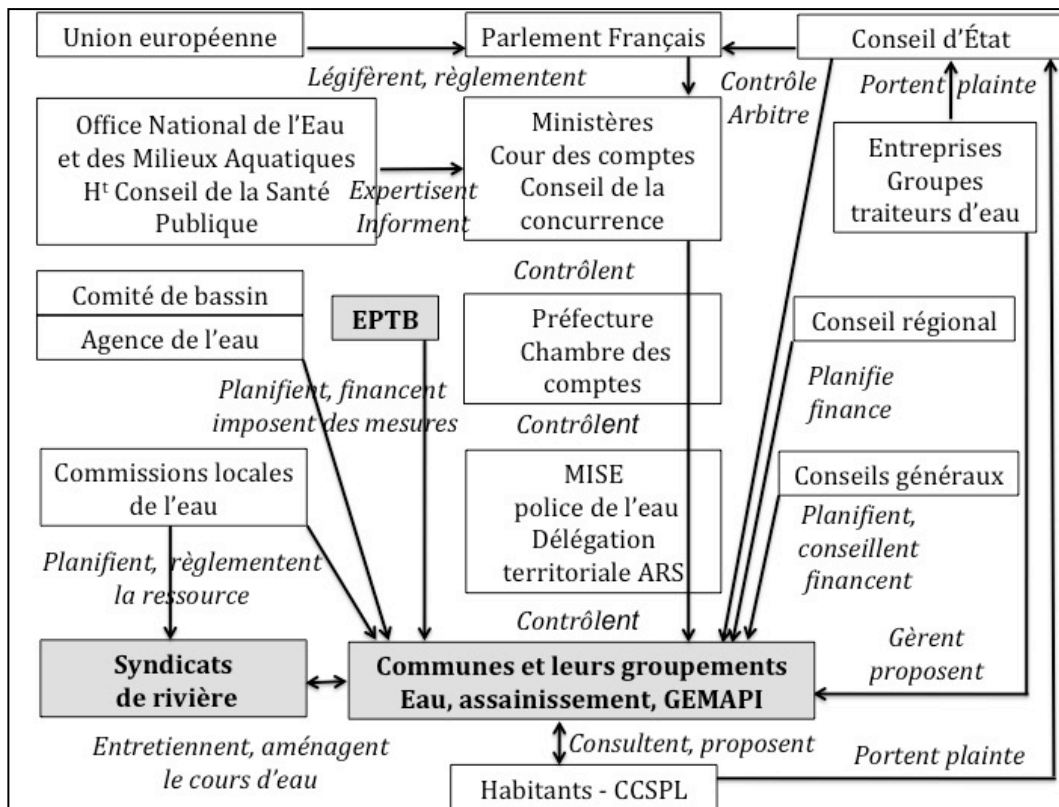 Union européenne
Parlement Français
Conseil d'État
Légifèrent, règlementent
Contrôle
Arbitre
Portent plainte
Office National de l'Eau
et des Milieux Aquatiques
Hᵗ Conseil de la Santé
Publique
Expertisent
Informent
Ministères
Cour des comptes
Conseil de la
concurrence
Entreprises
Groupes
traiteurs d'eau
Contrôlent
Comité de bassin
Agence de l'eau
EPTB
Préfecture
Chambre des
comptes
Conseil régional
Planifient, financent
imposent des mesures
Planifie
finance
Contrôlent
Commissions locales
de l'eau
MISE
police de l'eau
Délégation
territoriale ARS
Conseils généraux
Planifient, règlementent
la ressource
Planifient,
conseillent
financent
Contrôlent
Gèrent
proposent
Syndicats
de rivière
Communes et leurs groupements
Eau, assainissement, GEMAPI
Entretiennent, aménagent
le cours d'eau
Consultent, proposent
Portent plainte
Habitants - CCSPL